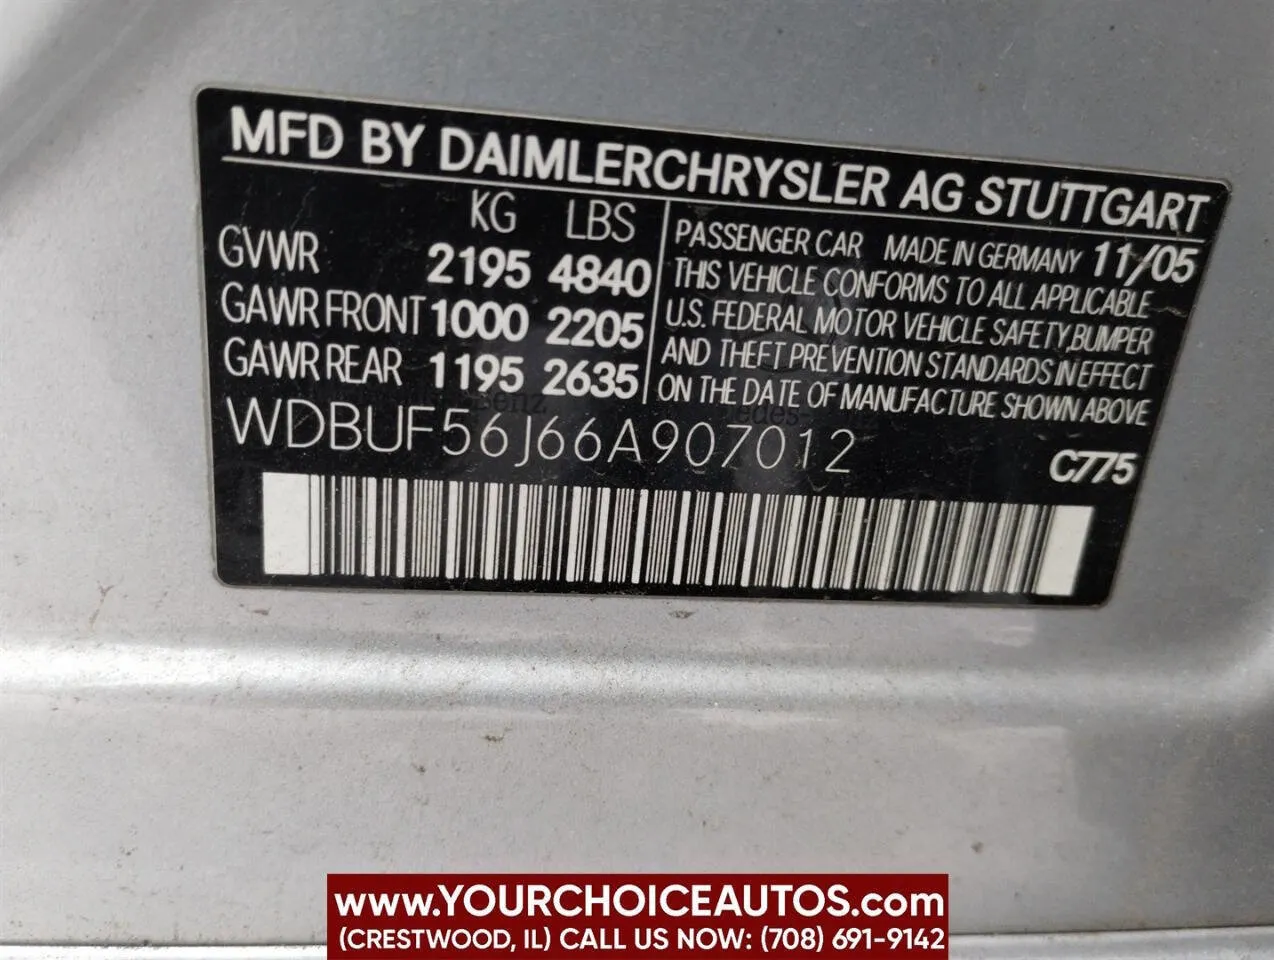 MFD BY DAIMLERCHRYSLER AG STUTTGART
KG LBS
GVWR 2195 4840
GAWR FRONT 1000 2205
GAWR REAR 1195 2635
PASSENGER CAR MADE IN GERMANY 11/05
THIS VEHICLE CONFORMS TO ALL APPLICABLE
U.S. FEDERAL MOTOR VEHICLE SAFETY,BUMPER
AND THEFT PREVENTION STANDARDS IN EFFECT
ON THE DATE OF MANUFACTURE SHOWN ABOVE
WDBUF56J66A907012
C775
www.YOURCHOICEAUTOS.com
(CRESTWOOD, IL) CALL US NOW: (708) 691-9142